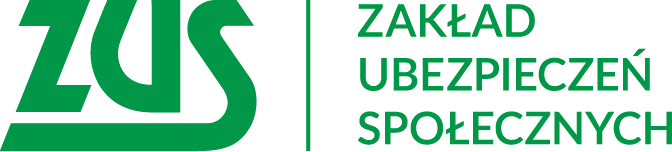 ZUS
ZAKŁAD
UBEZPIECZEŃ
SPOŁECZNYCH